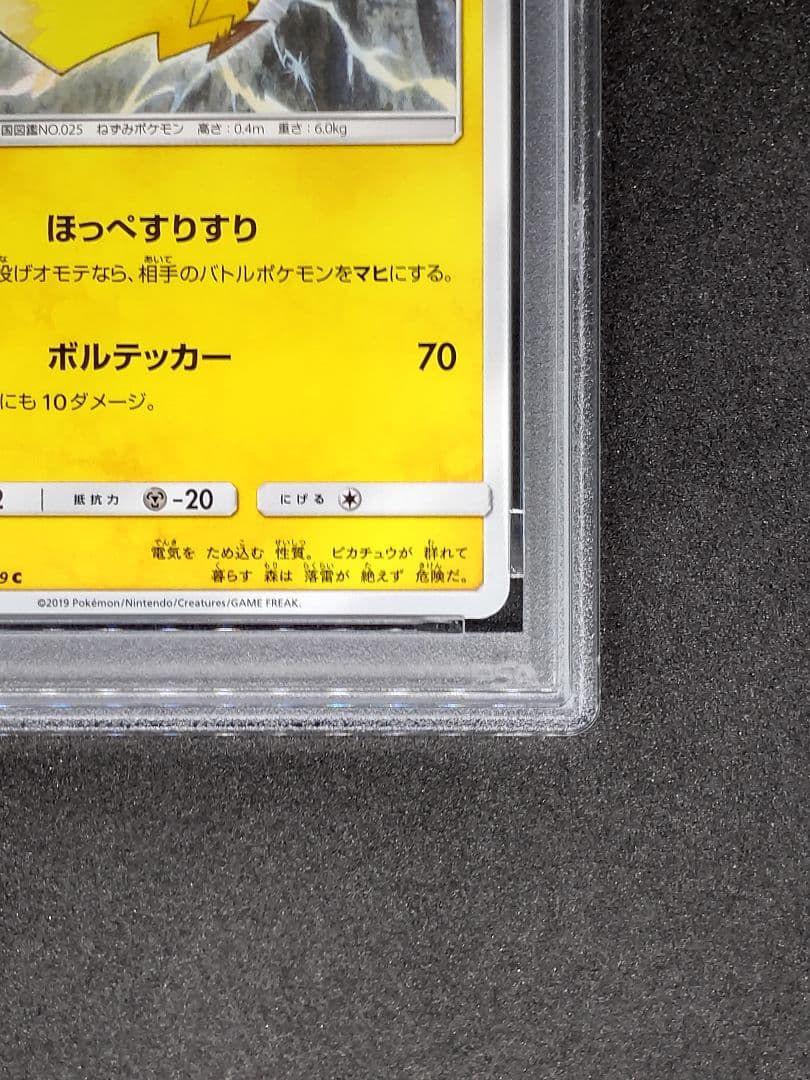 国図鑑NO.025 ねずみポケモン 高さ：0.4m 重さ：6.0kg
ほっぺすりすり
投げオモテなら、相手のバトルポケモンをマヒにする。
ボルテッカー 70
にも10ダメージ。
2 抵抗力 -20 にげる
電気を ため込む 性質。 ピカチュウが 群れて
9 C 暮らす 森は 落雷が 絶えず 危険だ。
©2019 Pokémon/Nintendo/Creatures/GAME FREAK.
PSA